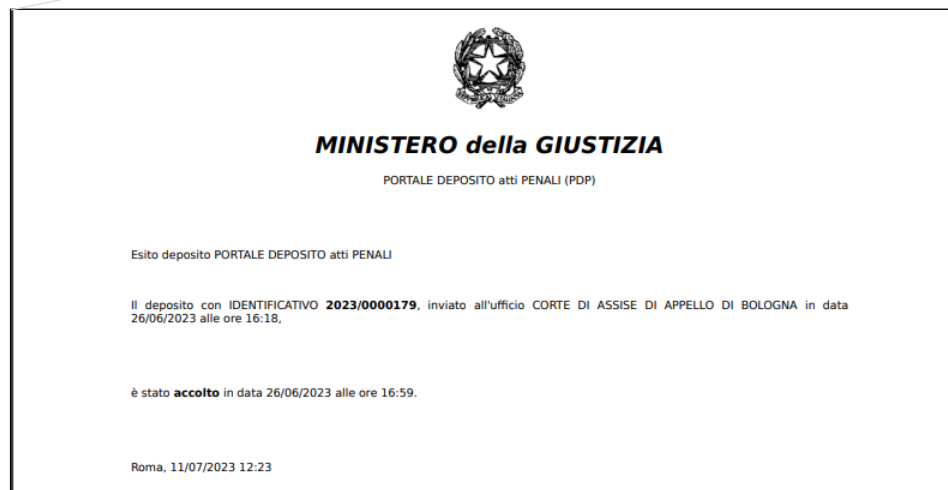 MINISTERO della GIUSTIZIA
PORTALE DEPOSITO atti PENALI (PDP)
Esito deposito PORTALE DEPOSITO atti PENALI
Il deposito con IDENTIFICATIVO 2023/0000179, inviato all'ufficio CORTE DI ASSISE DI APPELLO DI BOLOGNA in data
26/06/2023 alle ore 16:18,
è stato accolto in data 26/06/2023 alle ore 16:59.
Roma, 11/07/2023 12:23